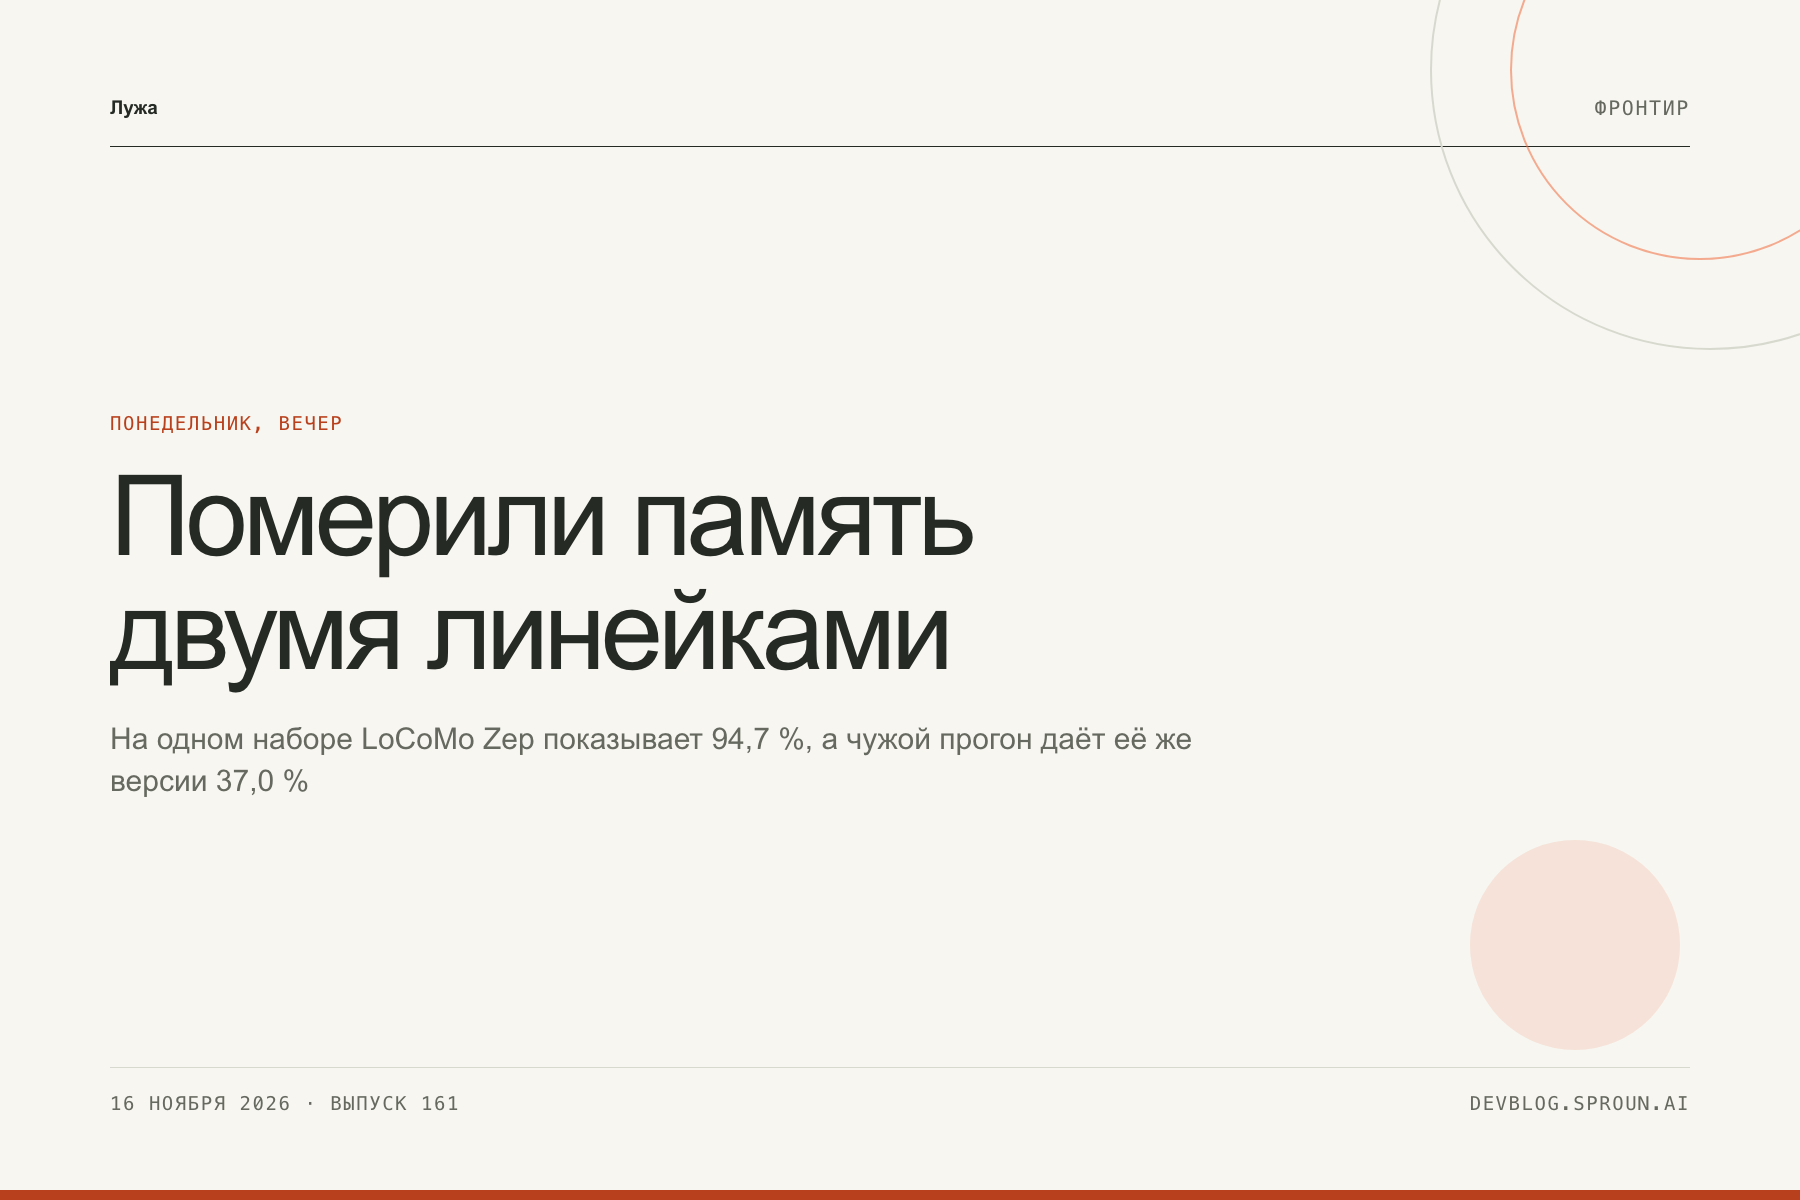 Лужа
ФРОНТИР
ПОНЕДЕЛЬНИК, ВЕЧЕР
Померили память
двумя линейками
На одном наборе LoCoMo Zep показывает 94,7 %, а чужой прогон даёт её же
версии 37,0 %
16 НОЯБРЯ 2026 · ВЫПУСК 161
DEVBLOG.SPROUN.AI